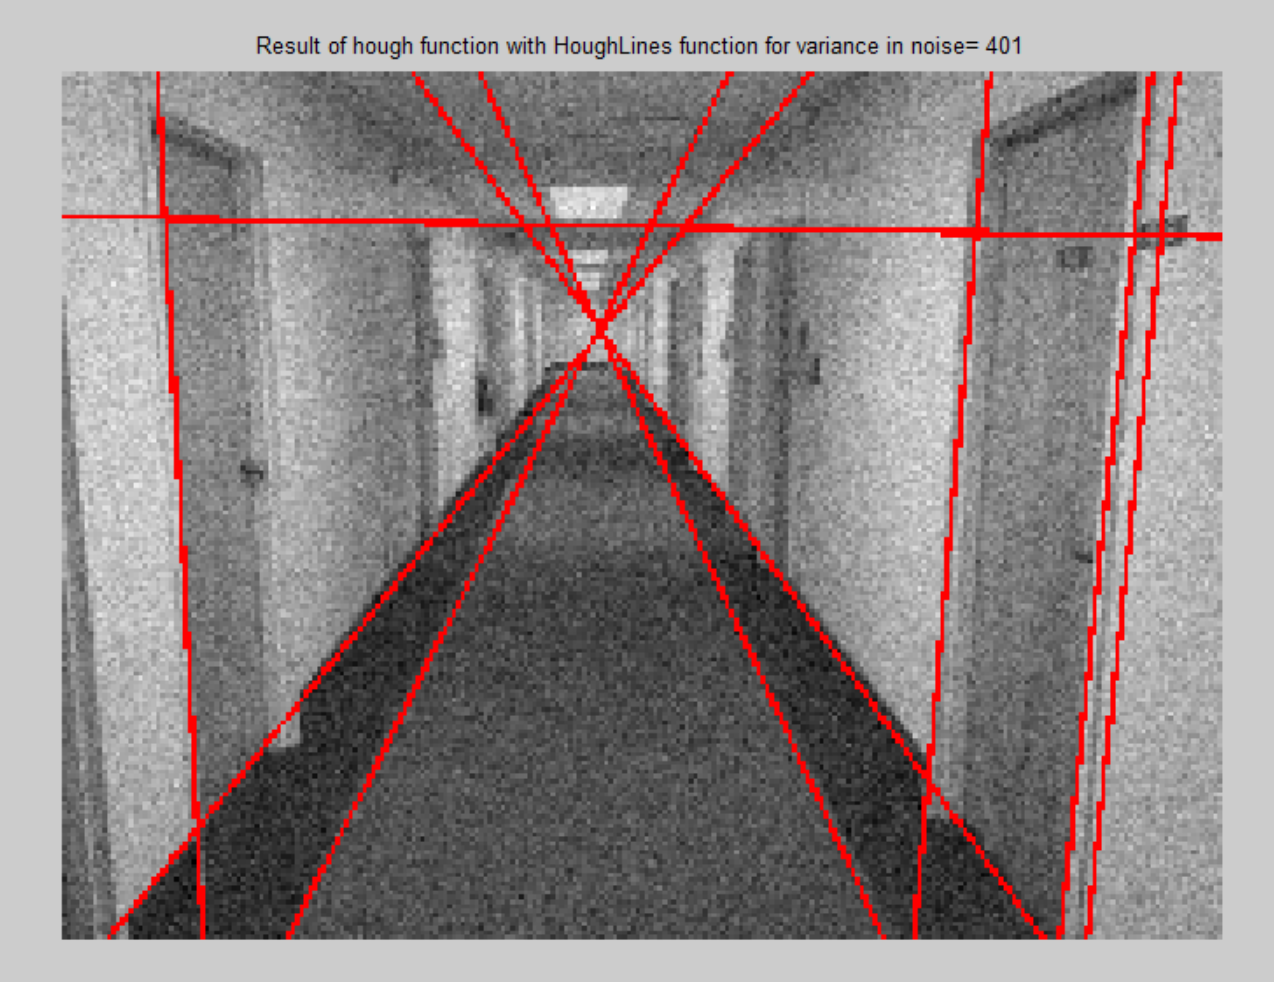 Result of hough function with HoughLines function for variance in noise= 401